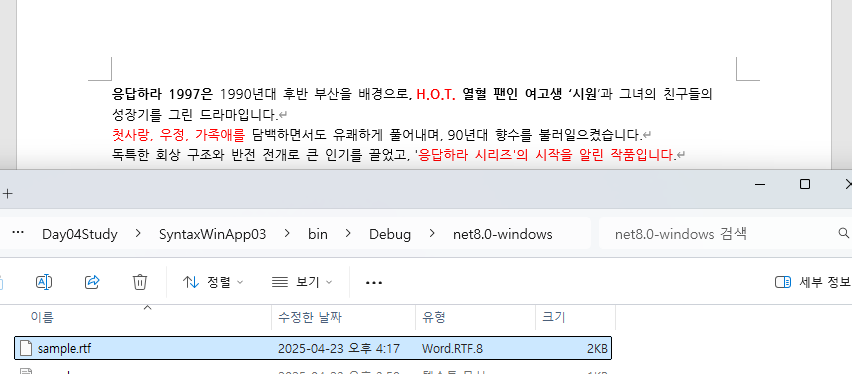 응답하라 1997은 1990년대 후반 부산을 배경으로, H.O.T. 열혈 팬인 여고생 ‘시원’과 그녀의 친구들의
성장기를 그린 드라마입니다.↵
첫사랑, 우정, 가족애를 담백하면서도 유쾌하게 풀어내며, 90년대 향수를 불러일으켰습니다.↵
독특한 회상 구조와 반전 전개로 큰 인기를 끌었고, '응답하라 시리즈'의 시작을 알린 작품입니다.↵
+
··· Day04Study > SyntaxWinApp03 > bin > Debug > net8.0-windows net8.0-windows 검색
정렬 보기 ··· 세부 정보
이름 수정한 날짜 유형 크기
sample.rtf 2025-04-23 오후 4:17 Word.RTF.8 2KB